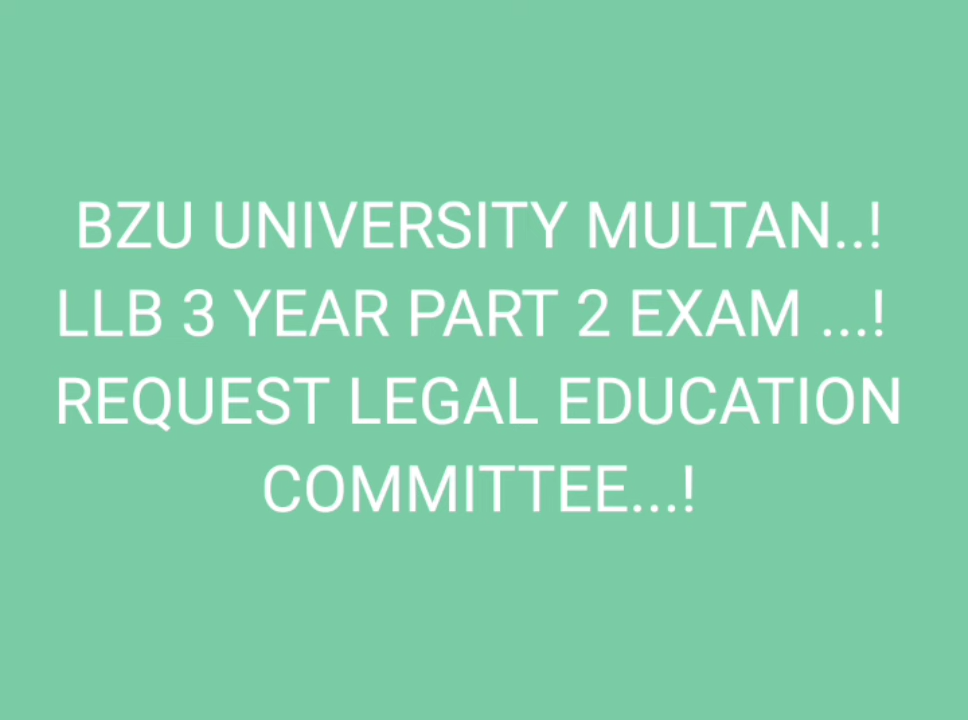 BZU UNIVERSITY MULTAN..!
LLB 3 YEAR PART 2 EXAM ...!
REQUEST LEGAL EDUCATION
COMMITTEE...!